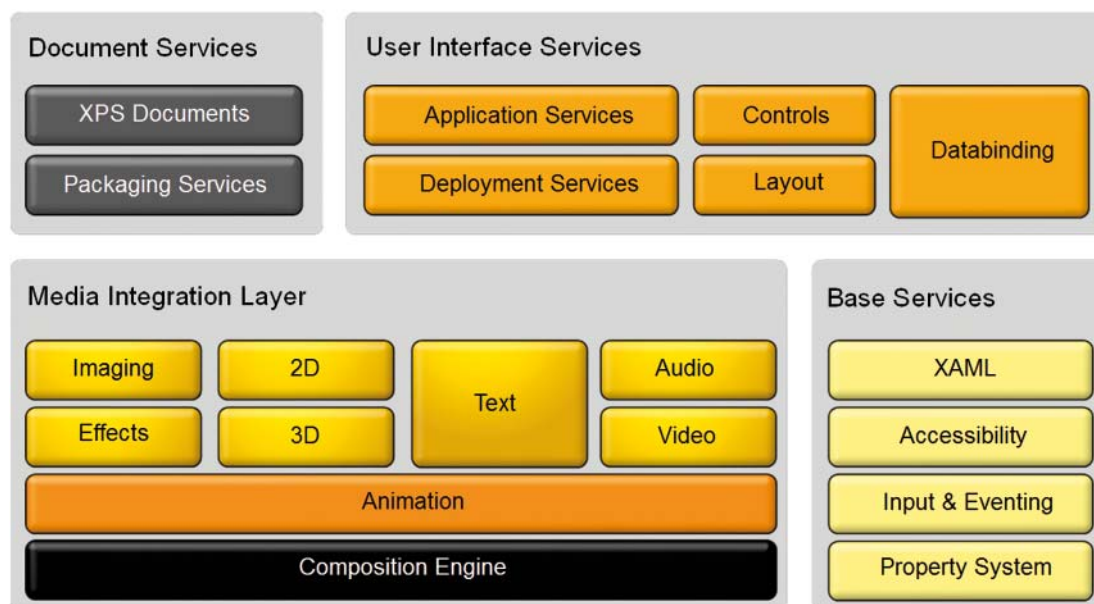 Document Services
XPS Documents
Packaging Services
User Interface Services
Application Services
Controls
Databinding
Deployment Services
Layout
Media Integration Layer
Imaging
2D
Text
Audio
Effects
3D
Video
Animation
Composition Engine
Base Services
XAML
Accessibility
Input & Eventing
Property System